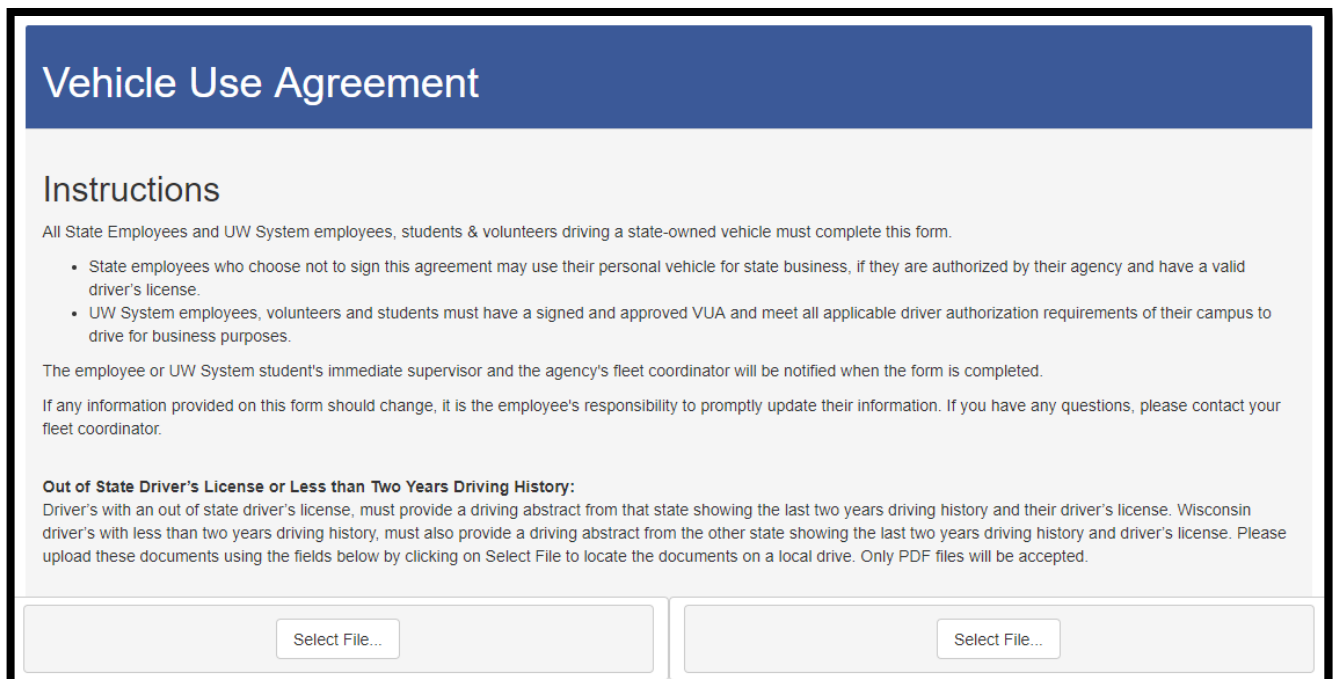 Vehicle Use Agreement
Instructions
All State Employees and UW System employees, students & volunteers driving a state-owned vehicle must complete this form.
• State employees who choose not to sign this agreement may use their personal vehicle for state business, if they are authorized by their agency and have a valid
driver's license.
• UW System employees, volunteers and students must have a signed and approved VUA and meet all applicable driver authorization requirements of their campus to
drive for business purposes.
The employee or UW System student's immediate supervisor and the agency's fleet coordinator will be notified when the form is completed.
If any information provided on this form should change, it is the employee's responsibility to promptly update their information. If you have any questions, please contact your
fleet coordinator.
Out of State Driver's License or Less than Two Years Driving History:
Driver's with an out of state driver's license, must provide a driving abstract from that state showing the last two years driving history and their driver's license. Wisconsin
driver's with less than two years driving history, must also provide a driving abstract from the other state showing the last two years driving history and driver's license. Please
upload these documents using the fields below by clicking on Select File to locate the documents on a local drive. Only PDF files will be accepted.
Select File... Select File...